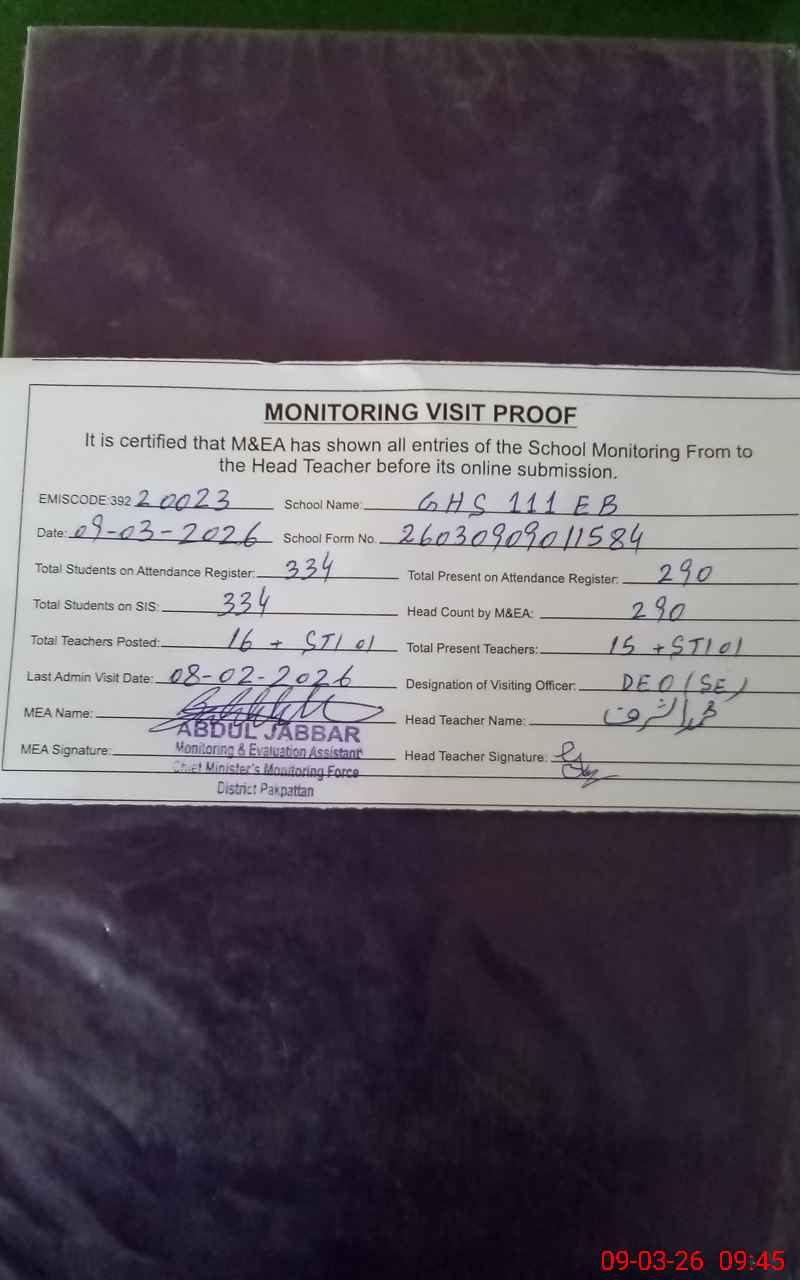 MONITORING VISIT PROOF
It is certified that M&EA has shown all entries of the School Monitoring From to
the Head Teacher before its online submission.
EMISCODE:392 20023 School Name: GHS 111 EB
Date: 09-03-2026 School Form No. 26030909011584
Total Students on Attendance Register: 334 Total Present on Attendance Register: 290
Total Students on SIS: 334 Head Count by M&EA: 290
Total Teachers Posted: 16 + STI 01 Total Present Teachers: 15 + STI 01
Last Admin Visit Date: 08-02-2026 Designation of Visiting Officer: DEO (SE)
MEA Name: Head Teacher Name:
ABDUL JABBAR
MEA Signature: Monitoring & Evaluation Assistant Head Teacher Signature:
Chief Minister's Monitoring Force
District Pakpattan
09-03-26 09:45